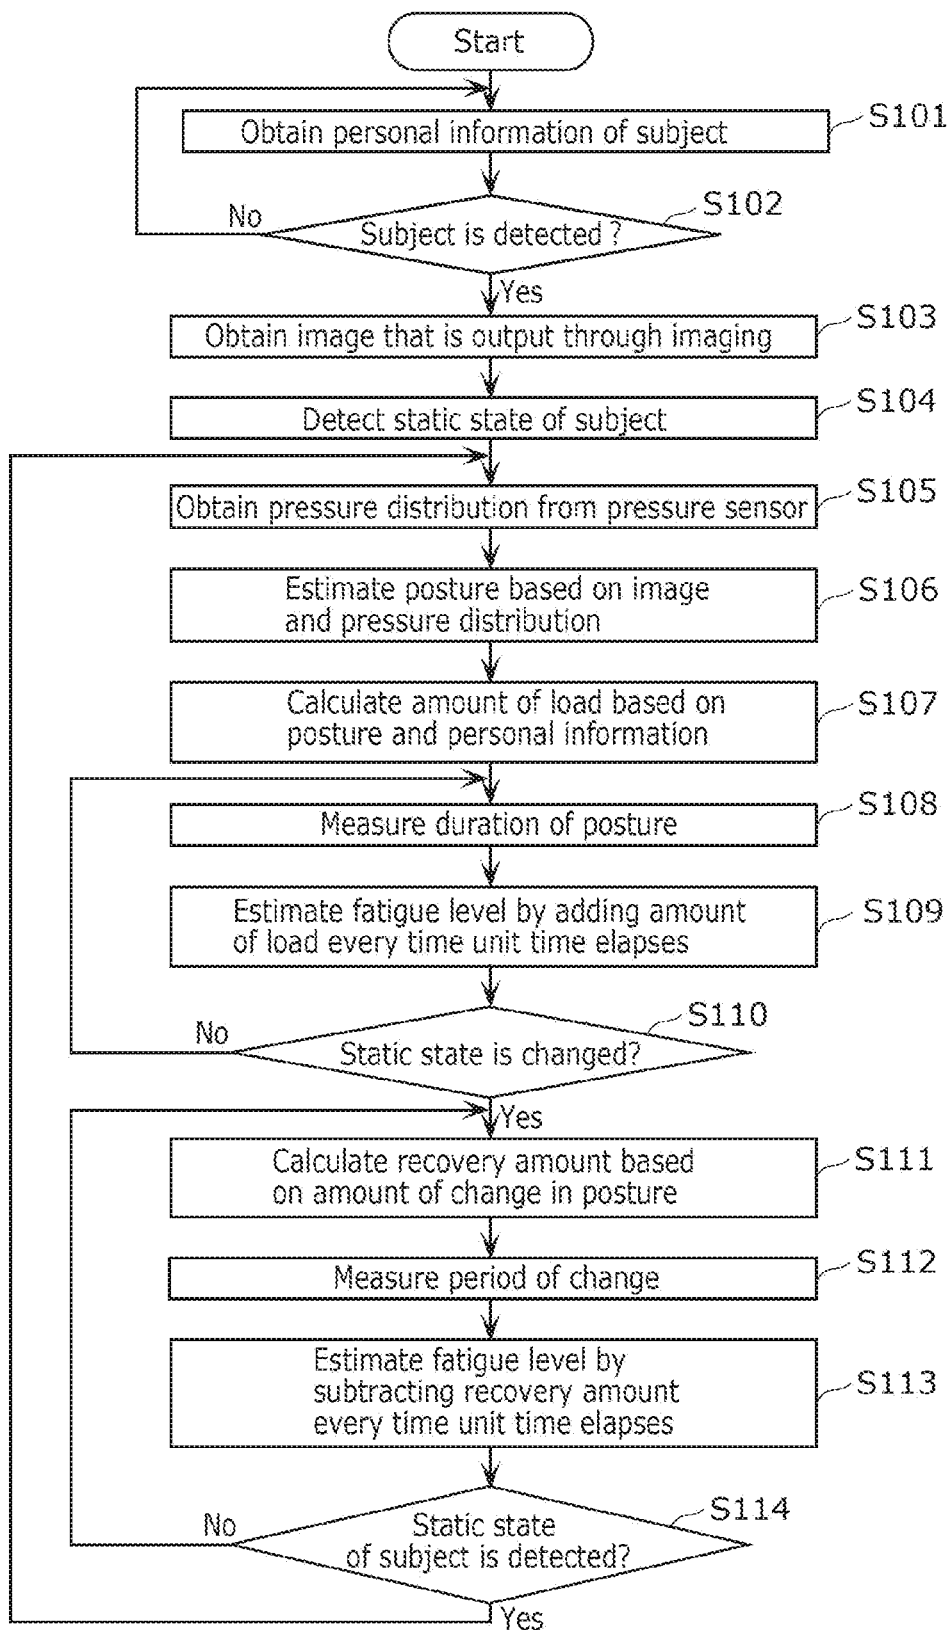 Start
Obtain personal information of subject
S101
S102
No
Subject is detected ?
Yes
S103
Obtain image that is output through imaging
S104
Detect static state of subject
S105
Obtain pressure distribution from pressure sensor
Estimate posture based on image
and pressure distribution
S106
Calculate amount of load based on
posture and personal information
S107
S108
Measure duration of posture
Estimate fatigue level by adding amount
of load every time unit time elapses
S109
S110
No
Static state is changed?
Yes
Calculate recovery amount based
on amount of change in posture
S111
S112
Measure period of change
Estimate fatigue level by
subtracting recovery amount
every time unit time elapses
S113
S114
No
Static state
of subject is detected?
Yes